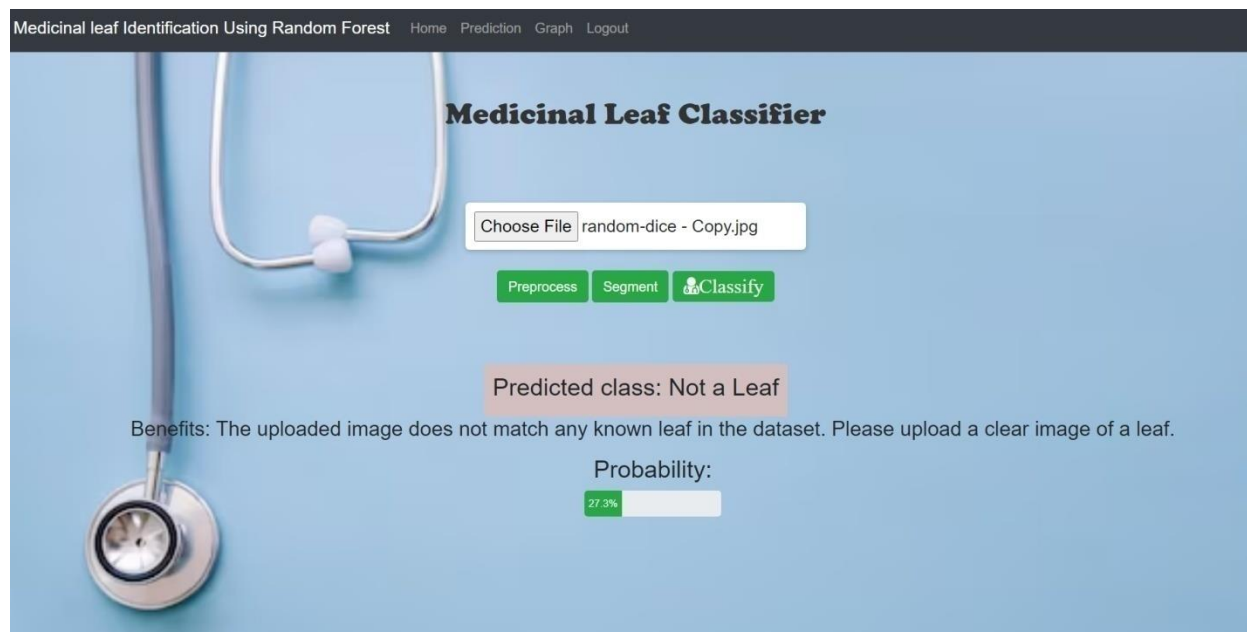 Medicinal leaf Identification Using Random Forest Home Prediction Graph Logout
Medicinal Leaf Classifier
Choose File random-dice - Copy.jpg
Preprocess Segment Classify
Predicted class: Not a Leaf
Benefits: The uploaded image does not match any known leaf in the dataset. Please upload a clear image of a leaf.
Probability:
27.3%